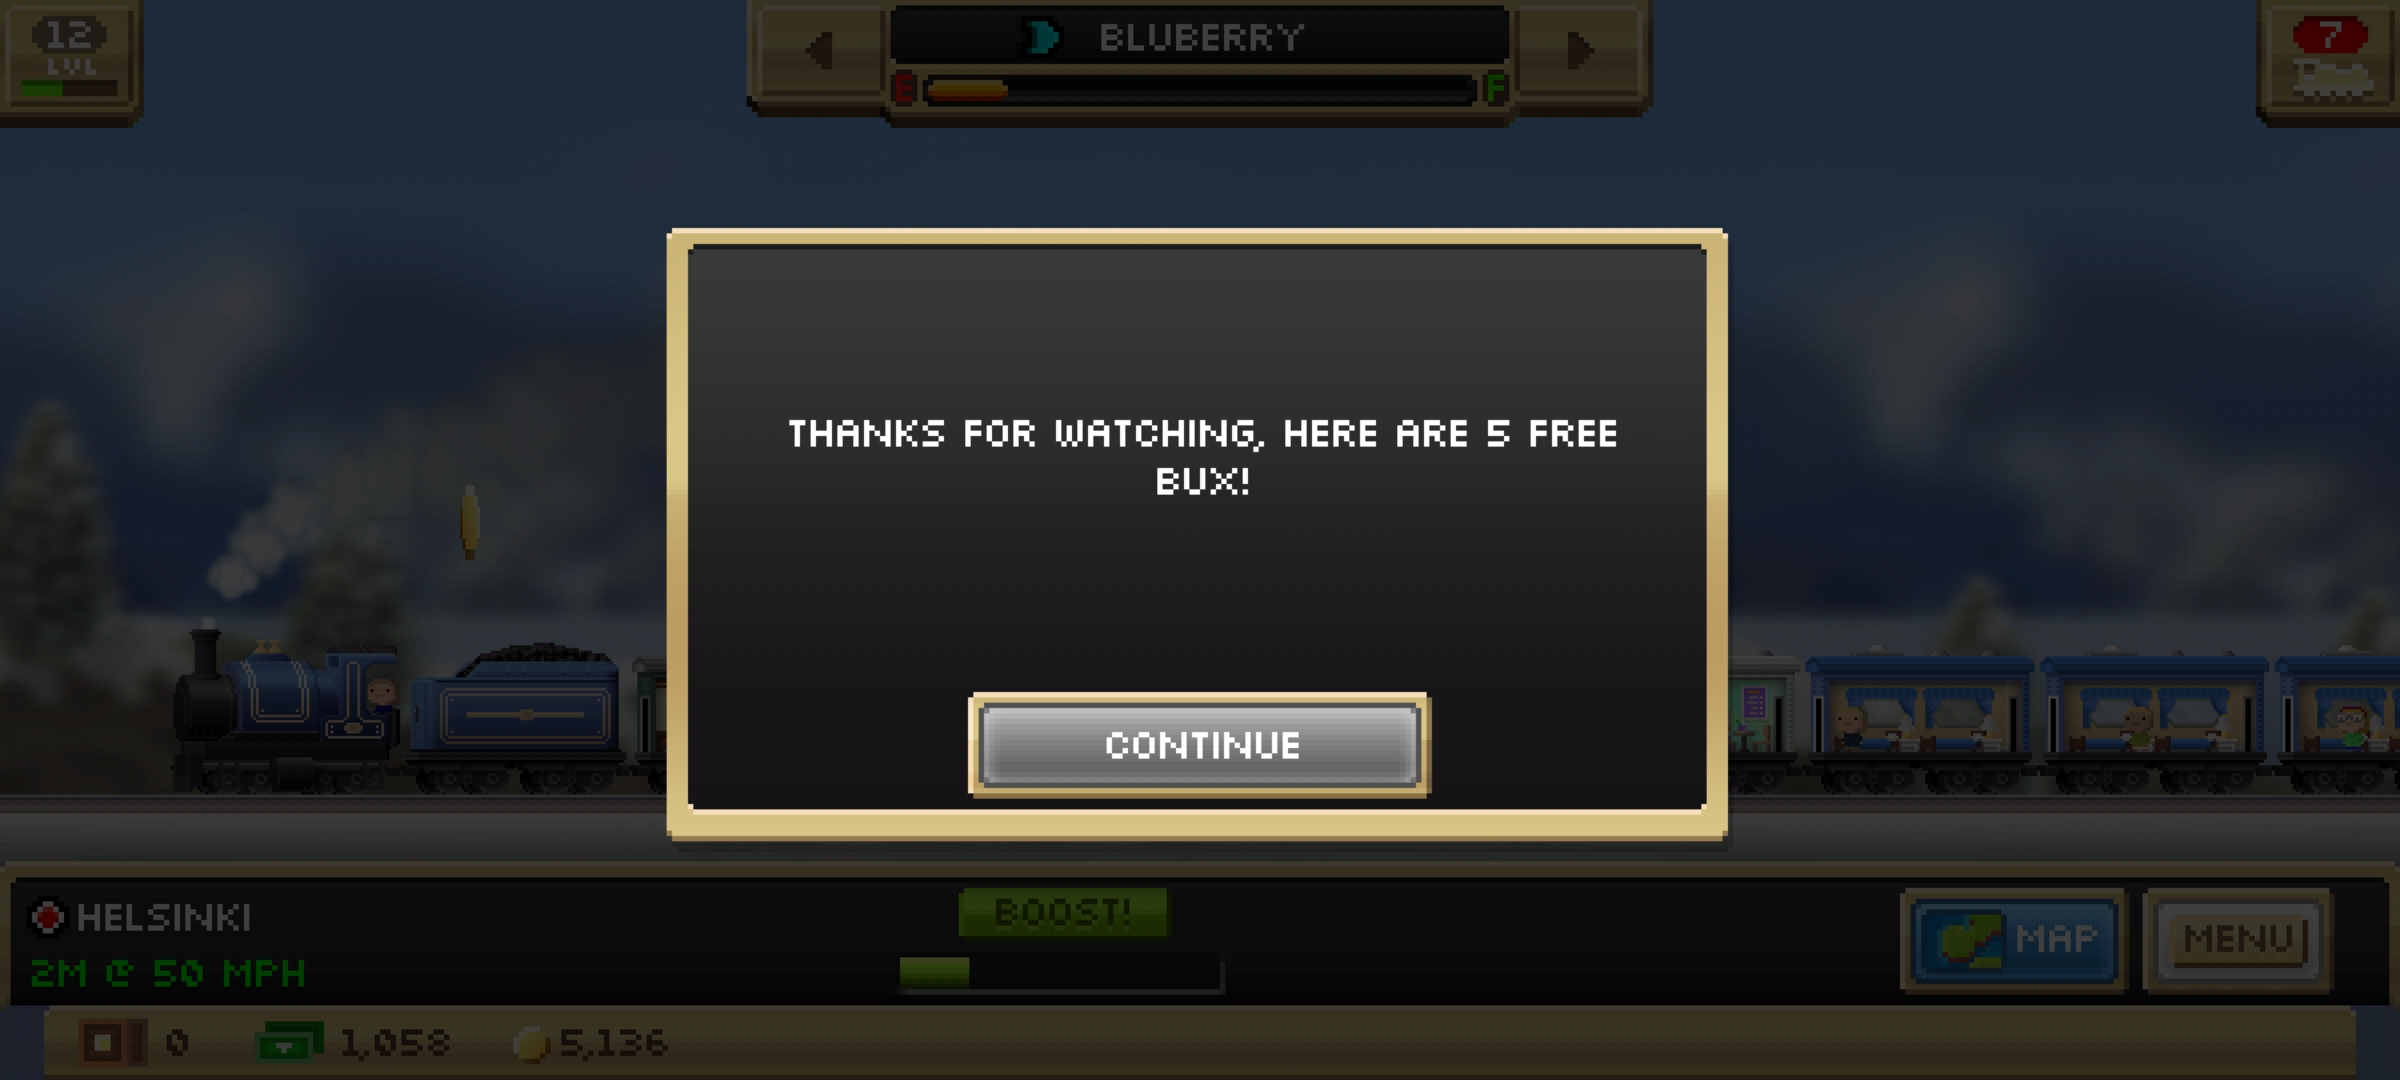 12
LVL
BLUBERRY
E F
7
THANKS FOR WATCHING, HERE ARE 5 FREE
BUX!
CONTINUE
HELSINKI
2M @ 50 MPH
BOOST!
MAP
MENU
0 1,058 5,136